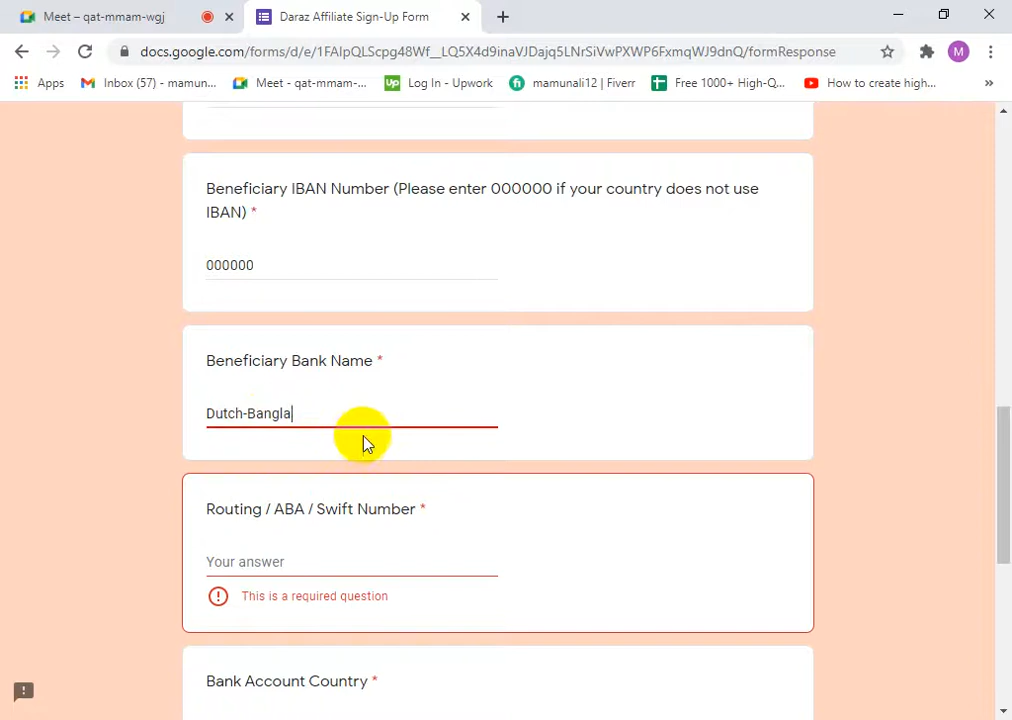 Meet – qat-mmam-wgj
Daraz Affiliate Sign-Up Form
docs.google.com/forms/d/e/1FAIpQLScpg48Wf__LQ5X4d9inaVJDajq5LNrSiVwPXWP6FxmqWJ9dnQ/formResponse
M
Apps
Inbox (57) - mamun...
Meet - qat-mmam-...
Up
Log In - Upwork
fi
mamunali12 | Fiverr
Free 1000+ High-Q...
How to create high...
»
Beneficiary IBAN Number (Please enter 000000 if your country does not use
IBAN) *
000000
Beneficiary Bank Name *
Dutch-Bangla
Routing / ABA / Swift Number *
Your answer
This is a required question
Bank Account Country *